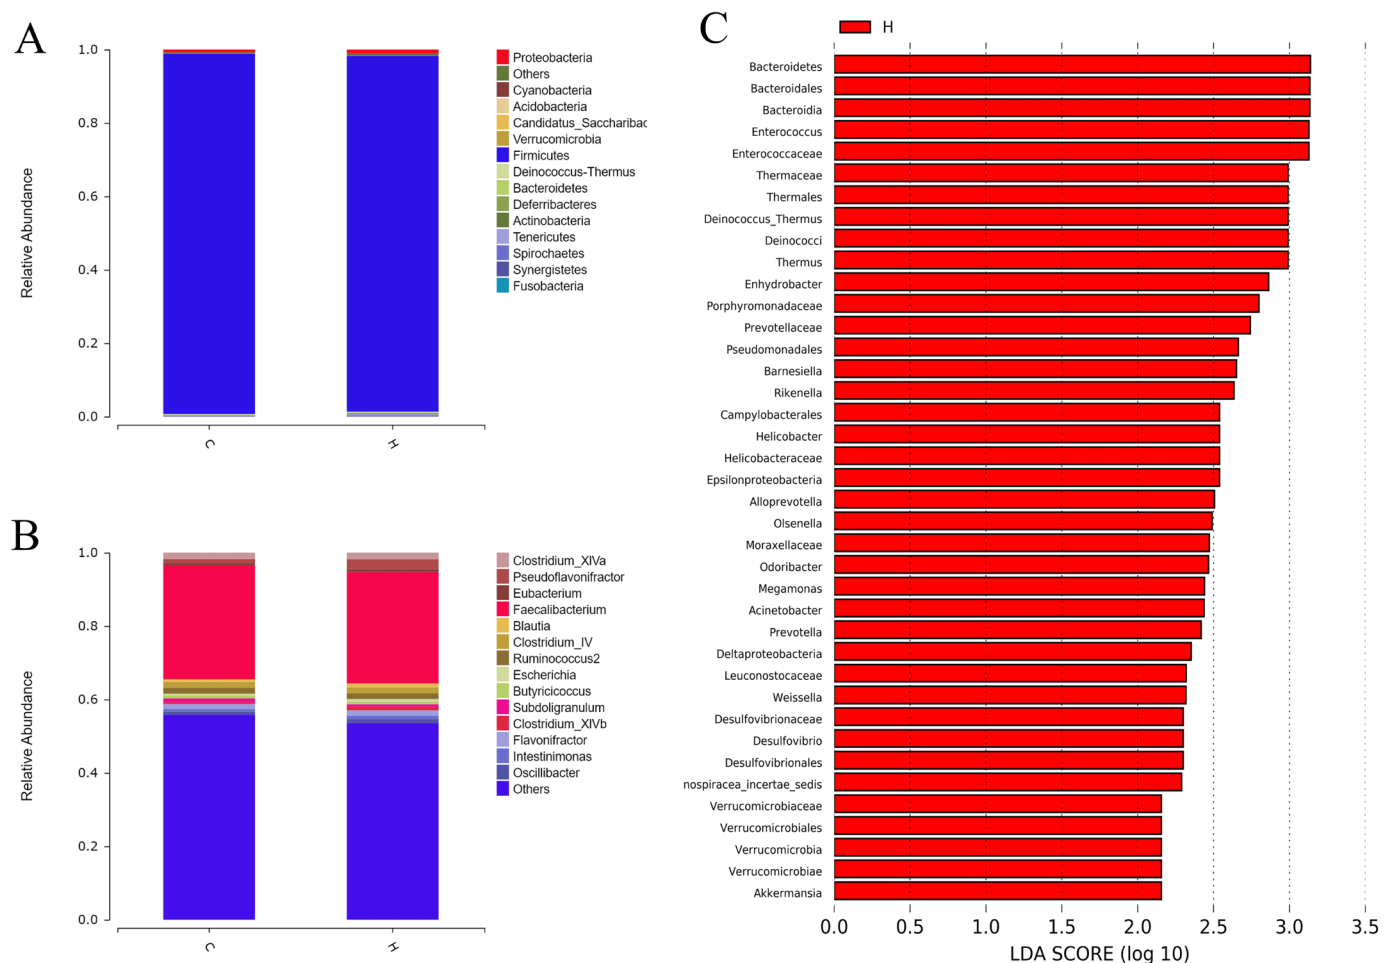 A
1.0
0.8
0.6
0.4
0.2
0.0
Relative Abundance
C
H
Proteobacteria
Others
Cyanobacteria
Acidobacteria
Candidatus_Saccharibac
Verrucomicrobia
Firmicutes
Deinococcus-Thermus
Bacteroidetes
Deferribacteres
Actinobacteria
Tenericutes
Spirochaetes
Synergistetes
Fusobacteria
B
1.0
0.8
0.6
0.4
0.2
0.0
Relative Abundance
C
H
Clostridium_XIVa
Pseudoflavonifractor
Eubacterium
Faecalibacterium
Blautia
Clostridium_IV
Ruminococcus2
Escherichia
Butyricicoccus
Subdoligranulum
Clostridium_XIVb
Flavonifractor
Intestinimonas
Oscillibacter
Others
C
H
Bacteroidetes
Bacteroidales
Bacteroidia
Enterococcus
Enterococcaceae
Thermaceae
Thermales
Deinococcus_Thermus
Deinococci
Thermus
Enhydrobacter
Porphyromonadaceae
Prevotellaceae
Pseudomonadales
Barnesiella
Rikenella
Campylobacterales
Helicobacter
Helicobacteraceae
Epsilonproteobacteria
Alloprevotella
Olsenella
Moraxellaceae
Odoribacter
Megamonas
Acinetobacter
Prevotella
Deltaproteobacteria
Leuconostocaceae
Weissella
Desulfovibrionaceae
Desulfovibrio
Desulfovibrionales
nospiracea_incertae_sedis
Verrucomicrobiaceae
Verrucomicrobiales
Verrucomicrobia
Verrucomicrobiae
Akkermansia
0.0 0.5 1.0 1.5 2.0 2.5 3.0 3.5
LDA SCORE (log 10)